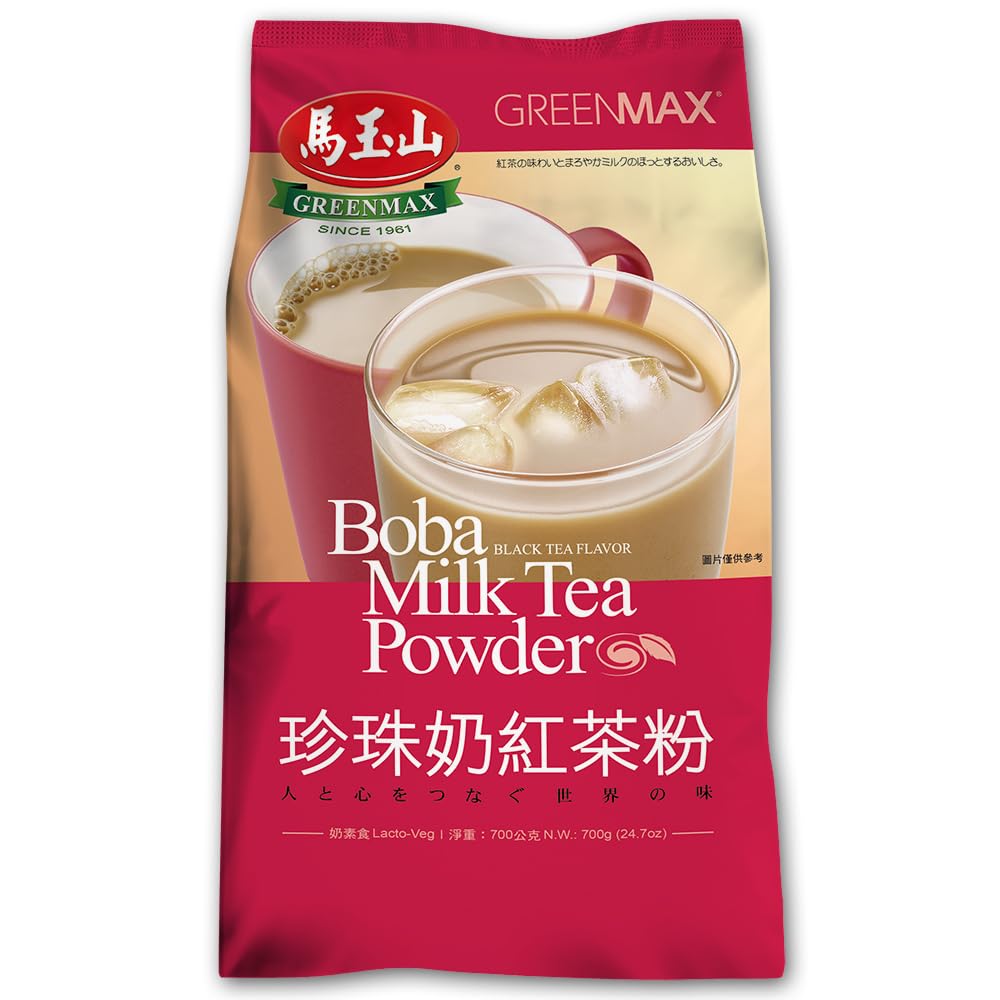 馬玉山
®
GREENMAX
SINCE 1961
GREENMAX®
紅茶の味わいとまろやかミルクのほっとするおいしさ。
Boba
BLACK TEA FLAVOR
Milk Tea
Powder
圖片僅供參考
珍珠奶紅茶粉
人と心をつなぐ世界の味
奶素食 Lacto-Veg | 淨重：700公克 N.W.: 700g (24.7oz)